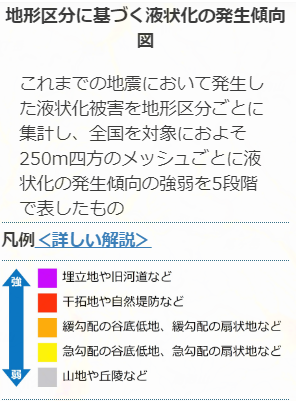 地形区分に基づく液状化の発生傾向
図
これまでの地震において発生し
た液状化被害を地形区分ごとに
集計し、全国を対象におよそ
250m四方のメッシュごとに液
状化の発生傾向の強弱を5段階
で表したもの
凡例<詳しい解説>
強
埋立地や旧河道など
干拓地や自然堤防など
緩勾配の谷底低地、緩勾配の扇状地など
急勾配の谷底低地、急勾配の扇状地など
弱
山地や丘陵など